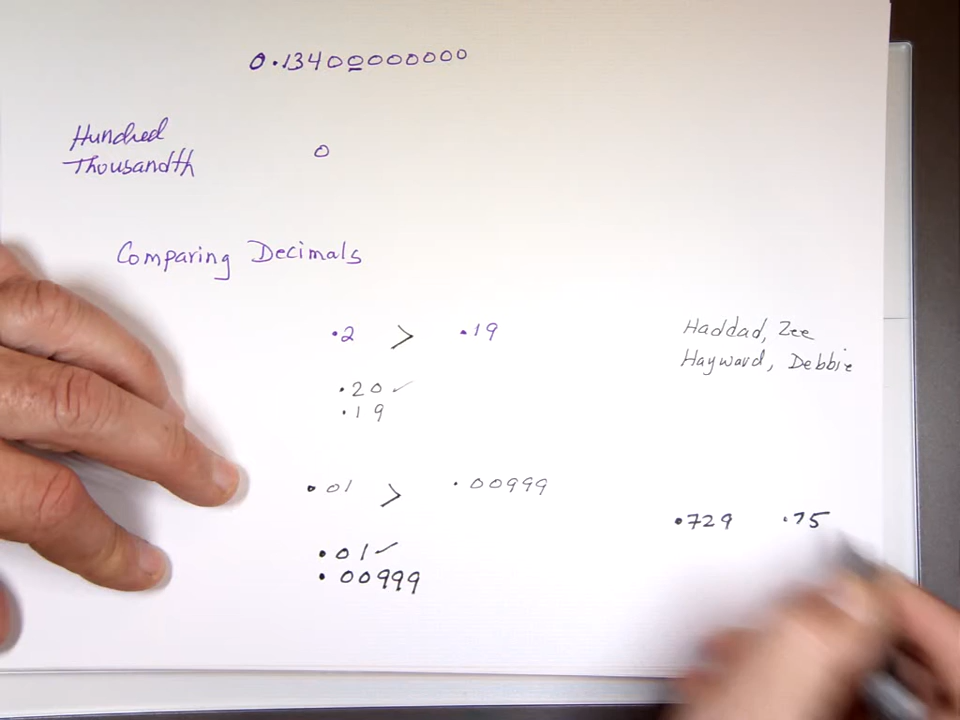 0.13400000000
Hundred
Thousandth
0
Comparing Decimals
.2 > .19
Haddad, Zee
Hayward, Debbie
.20 ✓
.19
.01 > .00999
.729 .75
.01 ✓
.00999